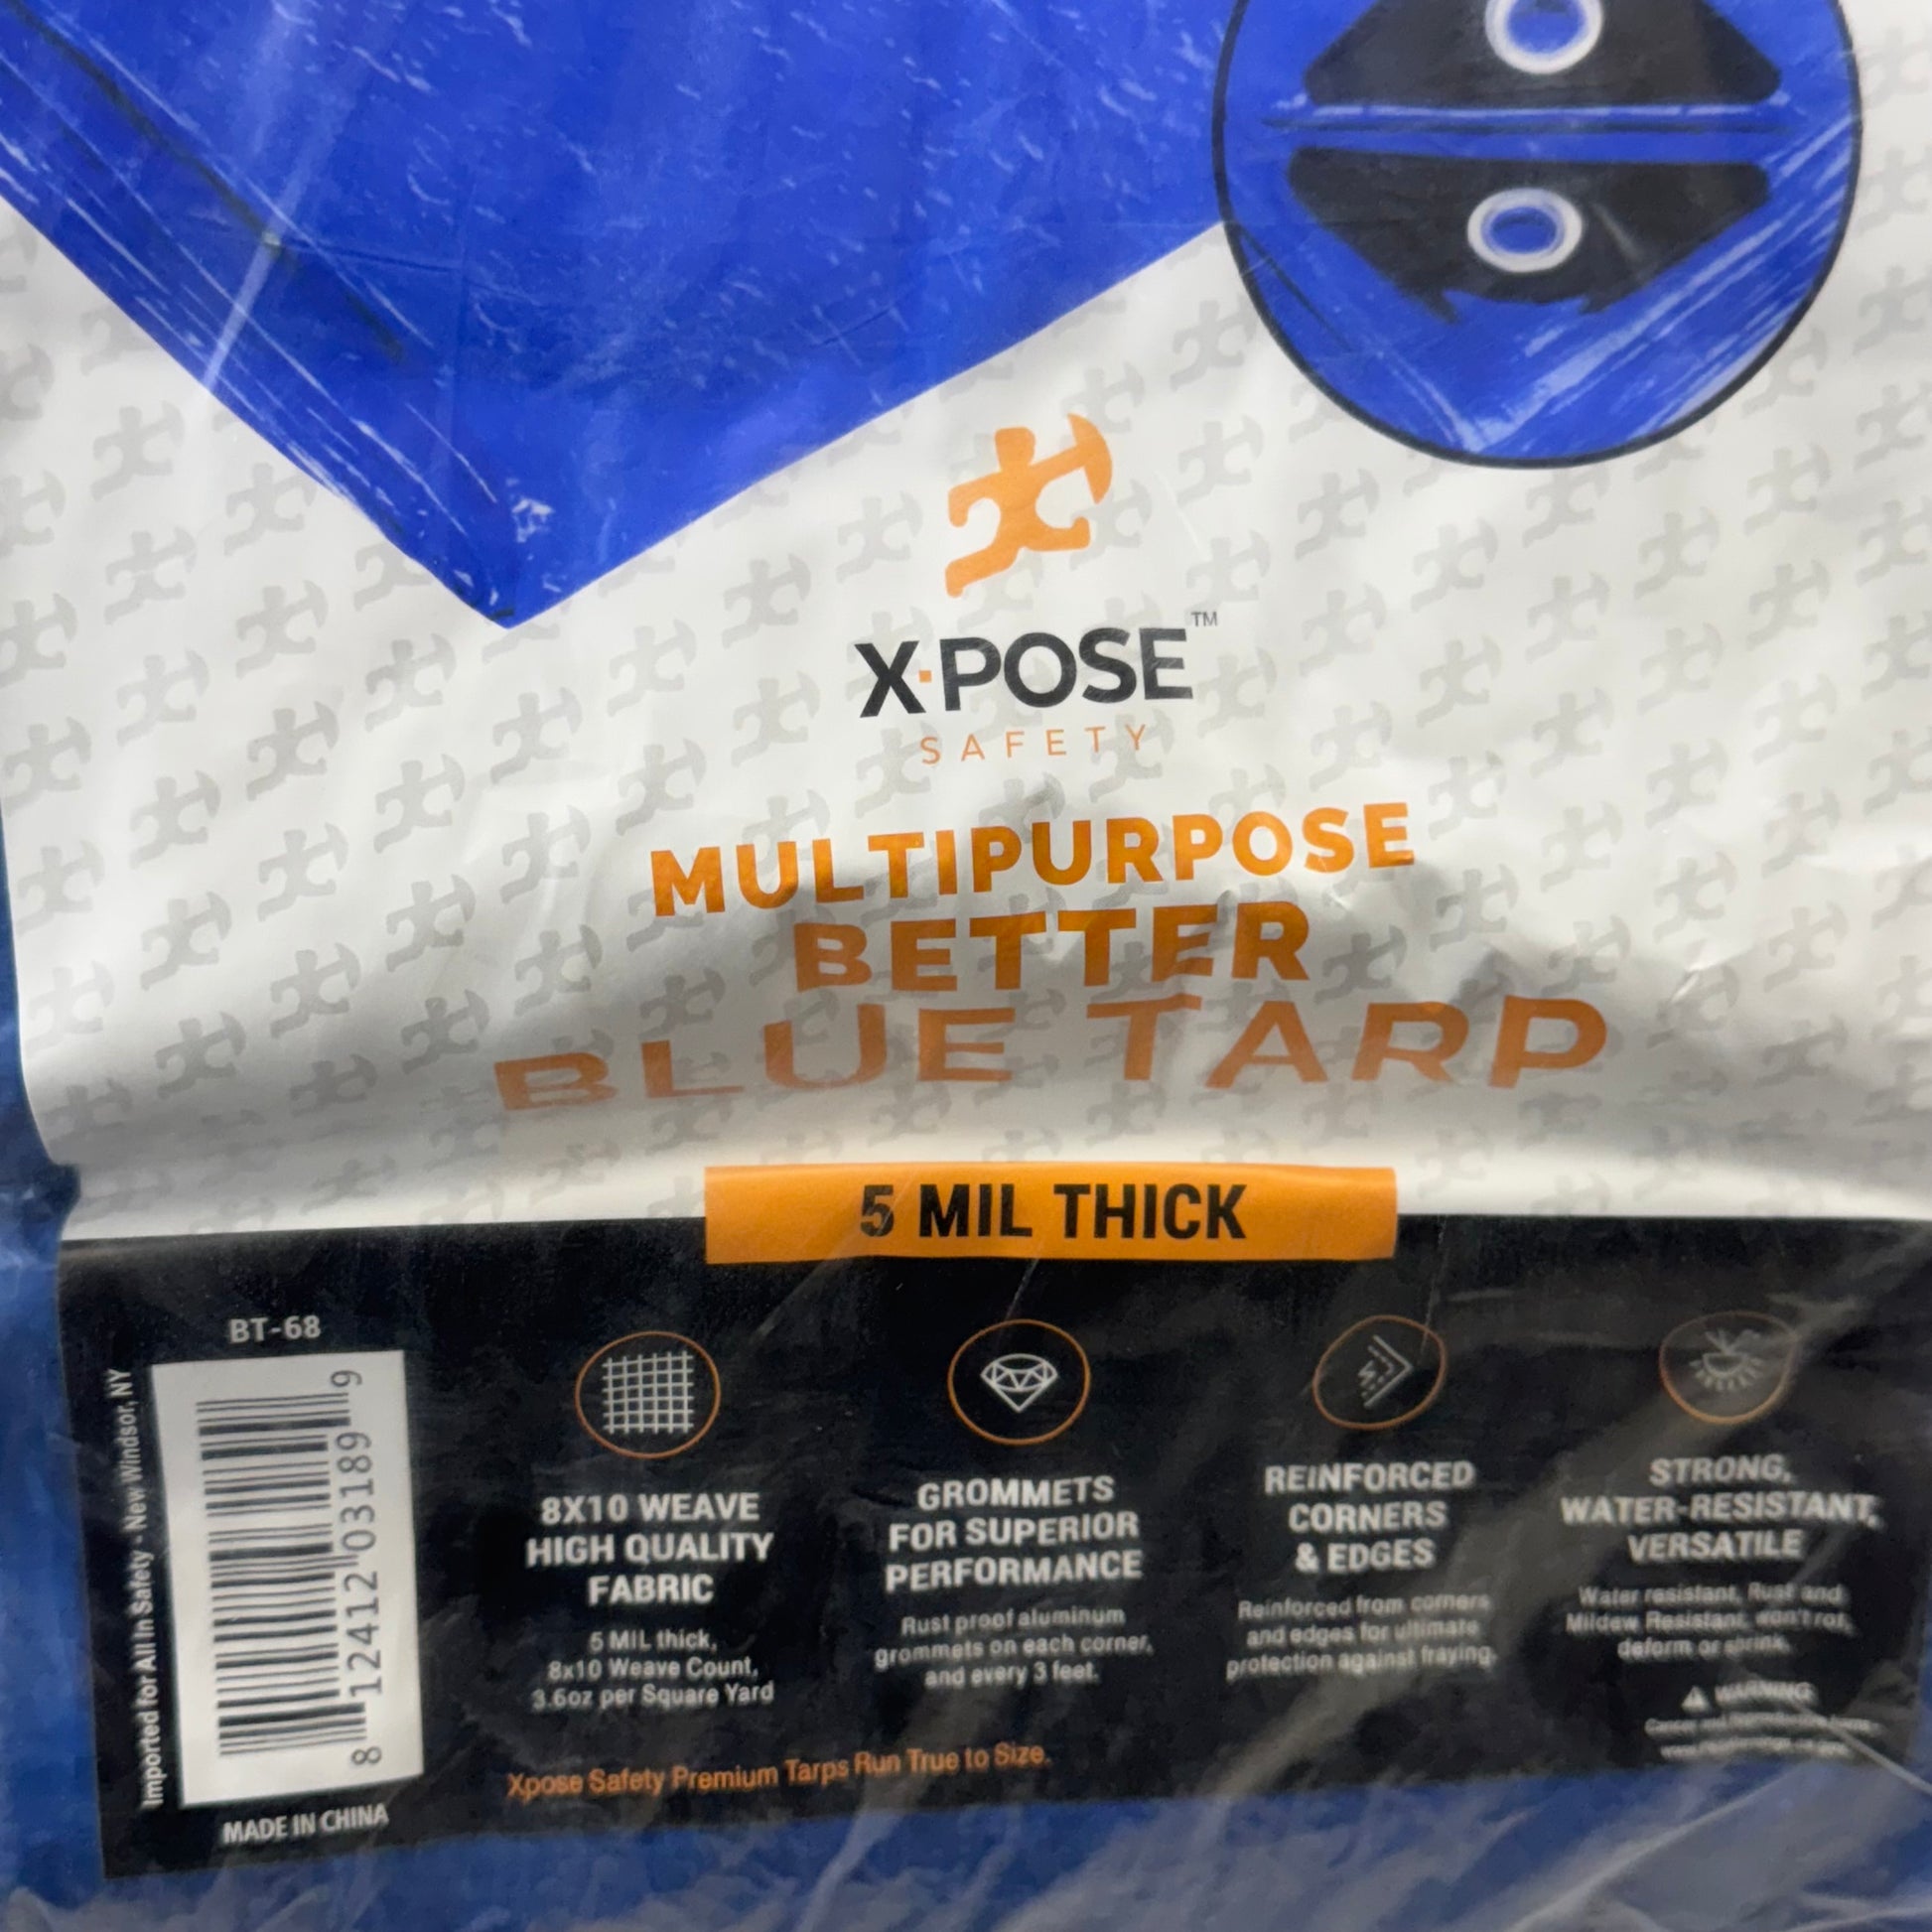 X·POSE™
SAFETY
MULTIPURPOSE
BETTER
BLUE TARP
5 MIL THICK
BT-68
Imported for All In Safety - New Windsor, NY
8 12412 03189 9
MADE IN CHINA
8X10 WEAVE
HIGH QUALITY
FABRIC
5 MIL thick,
8x10 Weave Count,
3.6oz per Square Yard
GROMMETS
FOR SUPERIOR
PERFORMANCE
Rust proof aluminum
grommets on each corner,
and every 3 feet.
REINFORCED
CORNERS
& EDGES
Reinforced from corners
and edges for ultimate
protection against fraying.
STRONG,
WATER-RESISTANT,
VERSATILE
Water resistant, Rust and
Mildew Resistant, won't rot,
deform or shrink.
WARNING
Cancer and
Xpose Safety Premium Tarps Run True to Size.